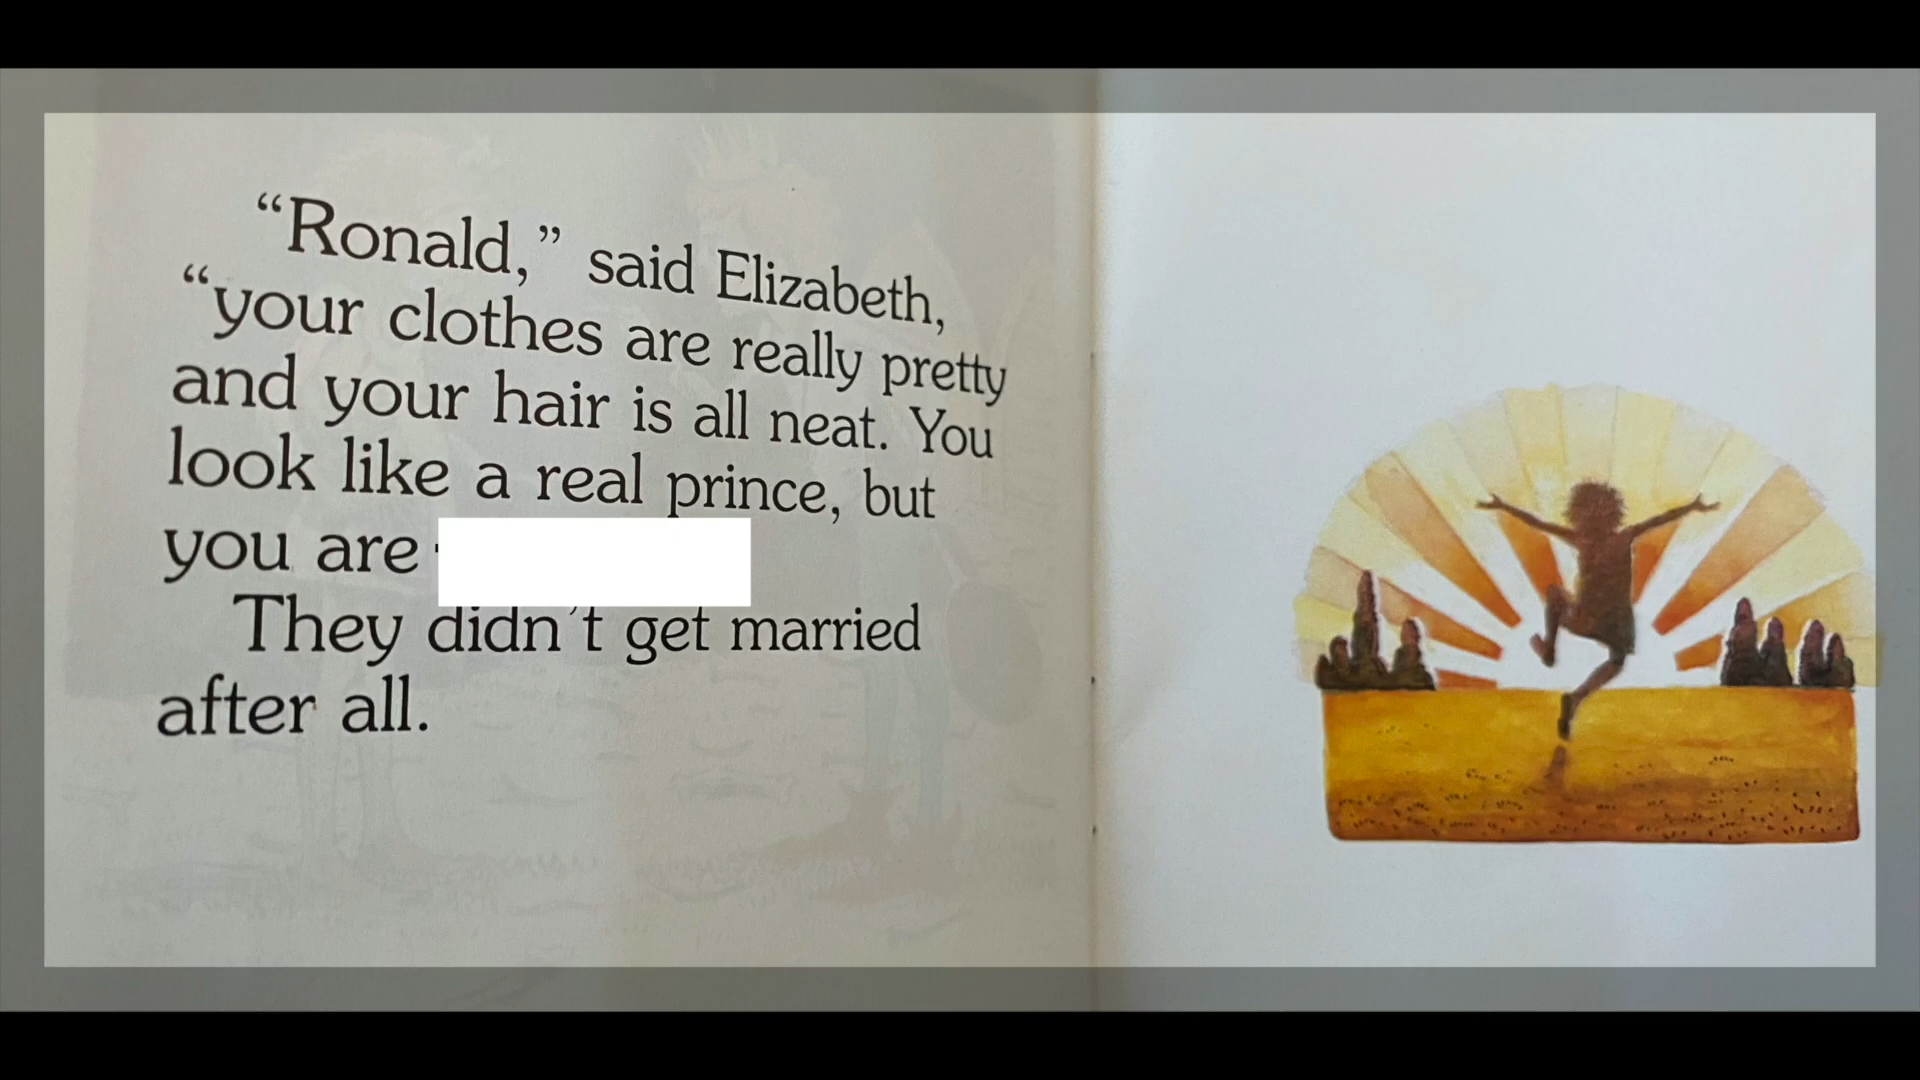 “Ronald,” said Elizabeth,
“your clothes are really pretty
and your hair is all neat. You
look like a real prince, but
you are
They didn't get married
after all.